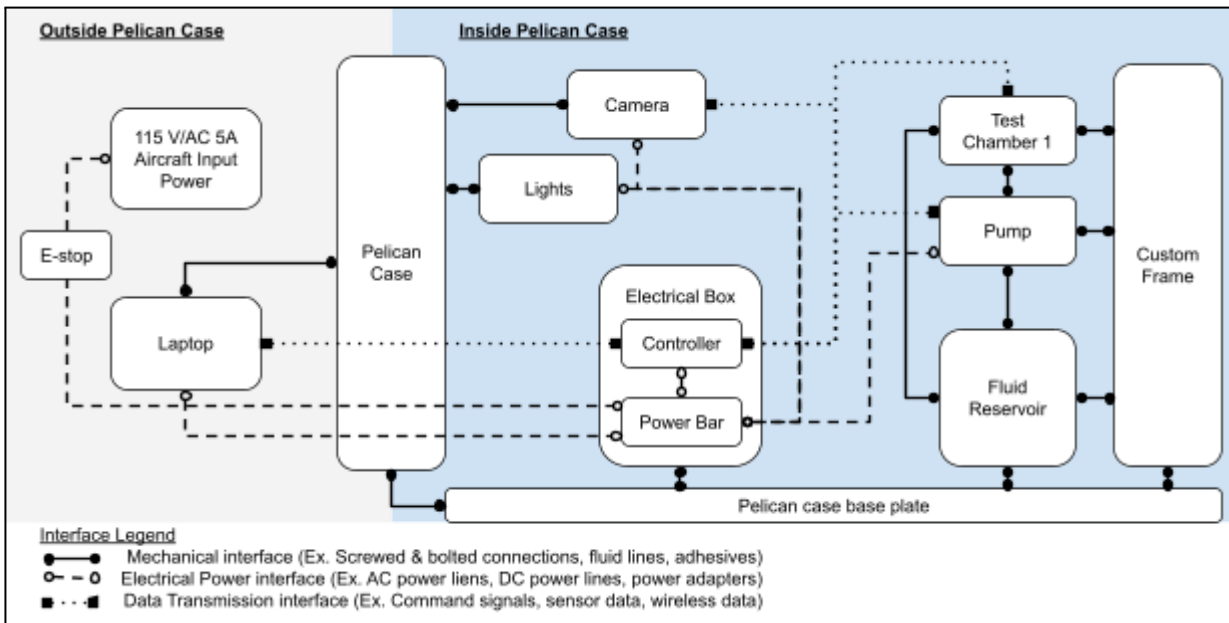 Outside Pelican Case
Inside Pelican Case
115 V/AC 5A
Aircraft Input
Power
E-stop
Laptop
Pelican
Case
Camera
Lights
Electrical Box
Controller
Power Bar
Test
Chamber 1
Pump
Fluid
Reservoir
Custom
Frame
Pelican case base plate
Interface Legend
Mechanical interface (Ex. Screwed & bolted connections, fluid lines, adhesives)
Electrical Power interface (Ex. AC power liens, DC power lines, power adapters)
Data Transmission interface (Ex. Command signals, sensor data, wireless data)